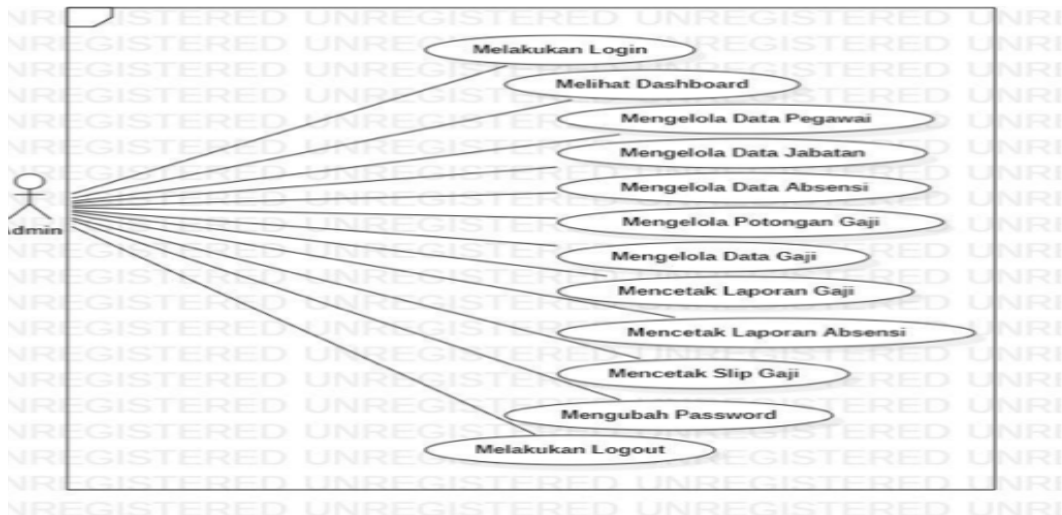 Melakukan Login
Melihat Dashboard
Mengelola Data Pegawai
Mengelola Data Jabatan
Mengelola Data Absensi
Mengelola Potongan Gaji
Admin
Mengelola Data Gaji
Mencetak Laporan Gaji
Mencetak Laporan Absensi
Mencetak Slip Gaji
Mengubah Password
Melakukan Logout
UNREGISTERED